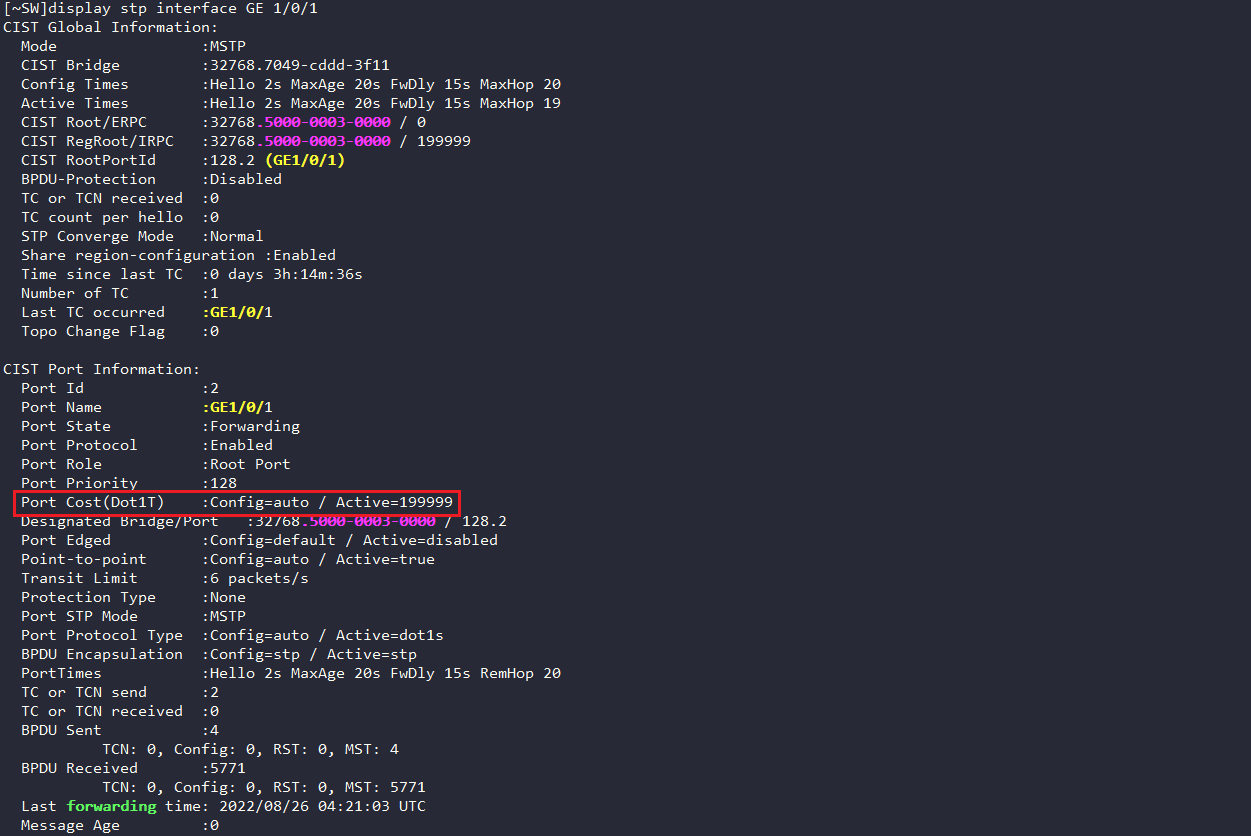 [~SW]display stp interface GE 1/0/1
CIST Global Information:
  Mode                :MSTP
  CIST Bridge         :32768.7049-cddd-3f11
  Config Times        :Hello 2s MaxAge 20s FwDly 15s MaxHop 20
  Active Times        :Hello 2s MaxAge 20s FwDly 15s MaxHop 19
  CIST Root/ERPC      :32768.5000-0003-0000 / 0
  CIST RegRoot/IRPC   :32768.5000-0003-0000 / 199999
  CIST RootPortId     :128.2 (GE1/0/1)
  BPDU-Protection     :Disabled
  TC or TCN received  :0
  TC count per hello  :0
  STP Converge Mode   :Normal
  Share region-configuration :Enabled
  Time since last TC  :0 days 3h:14m:36s
  Number of TC        :1
  Last TC occurred    :GE1/0/1
  Topo Change Flag    :0
CIST Port Information:
  Port Id             :2
  Port Name           :GE1/0/1
  Port State          :Forwarding
  Port Protocol       :Enabled
  Port Role           :Root Port
  Port Priority       :128
  Port Cost(Dot1T)    :Config=auto / Active=199999
  Designated Bridge/Port   :32768.5000-0003-0000 / 128.2
  Port Edged          :Config=default / Active=disabled
  Point-to-point      :Config=auto / Active=true
  Transit Limit       :6 packets/s
  Protection Type     :None
  Port STP Mode       :MSTP
  Port Protocol Type  :Config=auto / Active=dot1s
  BPDU Encapsulation  :Config=stp / Active=stp
  PortTimes           :Hello 2s MaxAge 20s FwDly 15s RemHop 20
  TC or TCN send      :2
  TC or TCN received  :0
  BPDU Sent           :4
           TCN: 0, Config: 0, RST: 0, MST: 4
  BPDU Received       :5771
           TCN: 0, Config: 0, RST: 0, MST: 5771
  Last forwarding time: 2022/08/26 04:21:03 UTC
  Message Age         :0